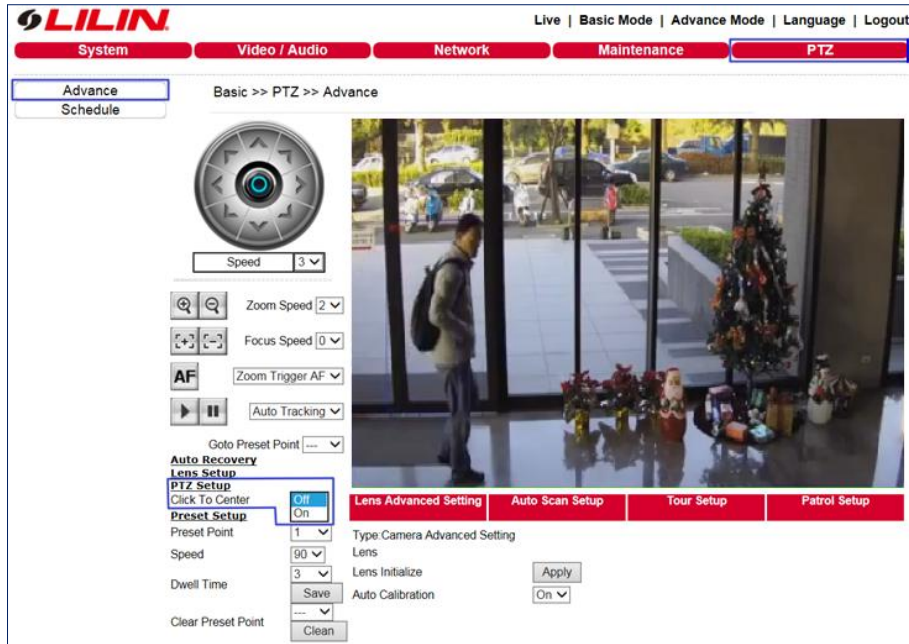 LILIN
Live | Basic Mode | Advance Mode | Language | Logout
System Video / Audio Network Maintenance PTZ
Advance
Schedule
Basic >> PTZ >> Advance
Speed 3
Zoom Speed 2
Focus Speed 0
AF Zoom Trigger AF
Auto Tracking
Goto Preset Point ---
Auto Recovery
Lens Setup
PTZ Setup
Click To Center Off
On
Preset Setup
Preset Point 1
Speed 90
Dwell Time 3
Save
Clear Preset Point ---
Clean
Lens Advanced Setting Auto Scan Setup Tour Setup Patrol Setup
Type:Camera Advanced Setting
Lens
Lens Initialize Apply
Auto Calibration On